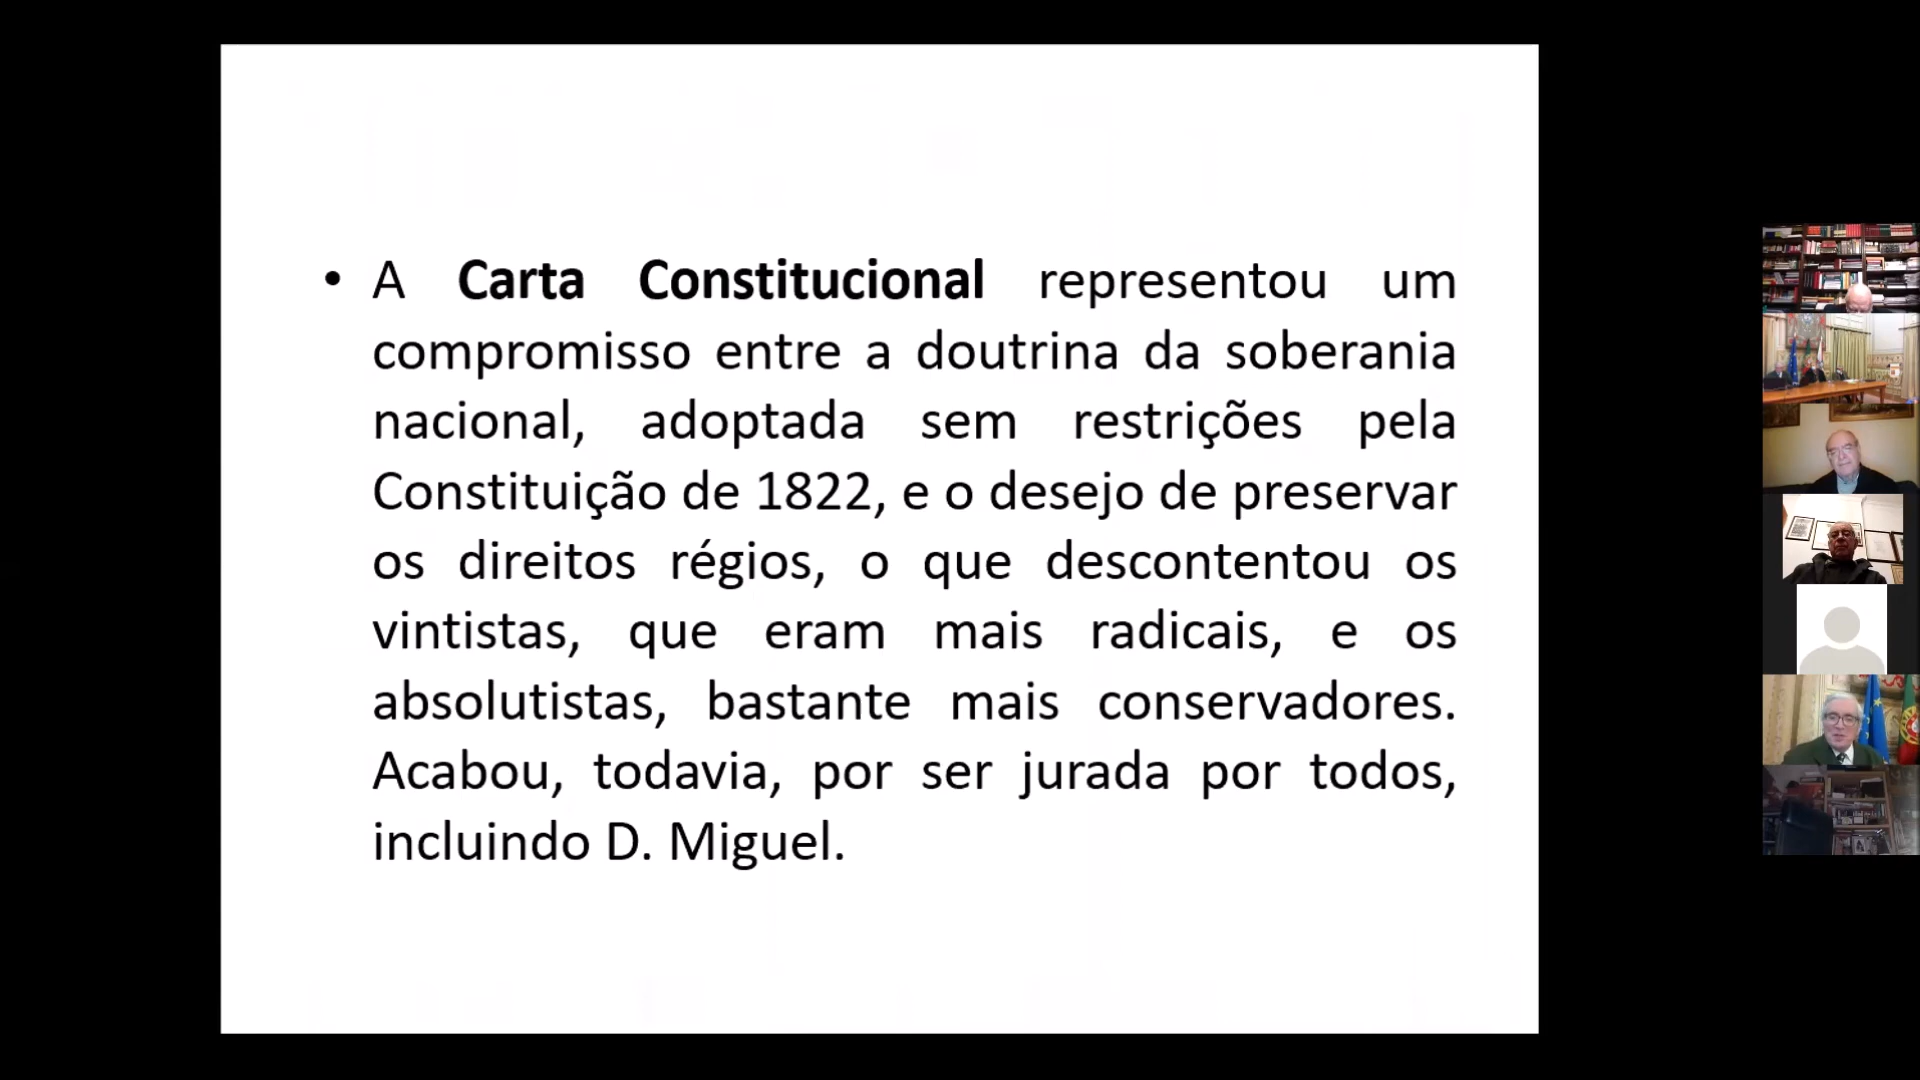 • A Carta Constitucional representou um
compromisso entre a doutrina da soberania
nacional, adoptada sem restrições pela
Constituição de 1822, e o desejo de preservar
os direitos régios, o que descontentou os
vintistas, que eram mais radicais, e os
absolutistas, bastante mais conservadores.
Acabou, todavia, por ser jurada por todos,
incluindo D. Miguel.